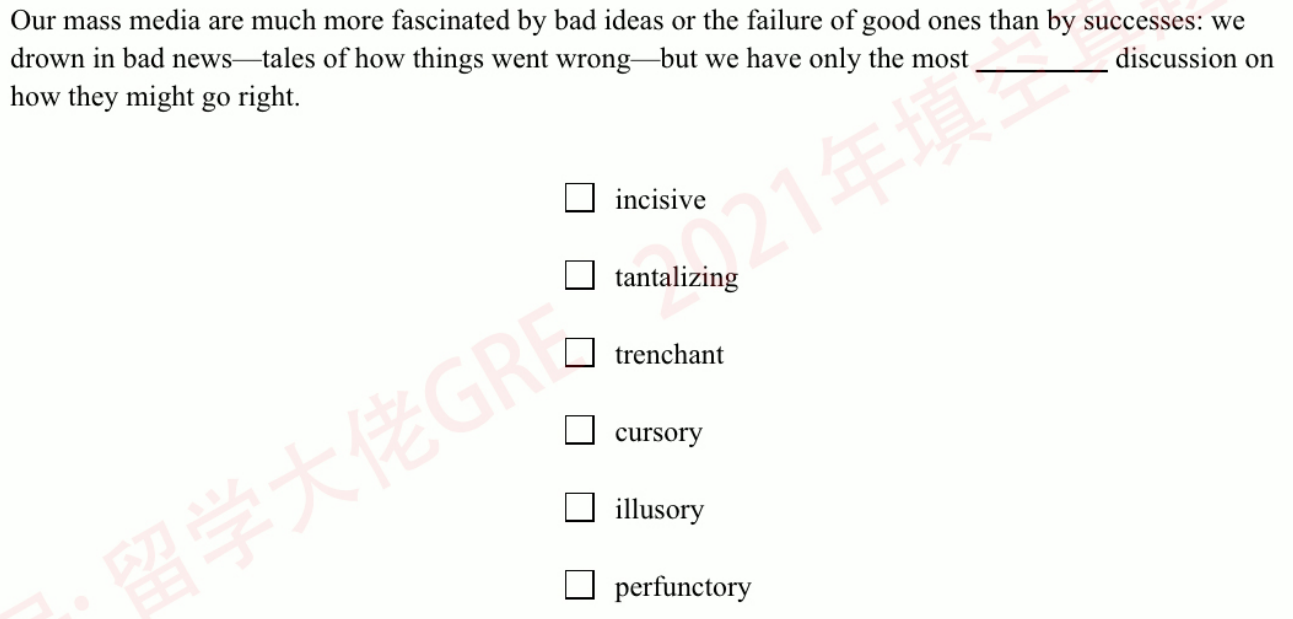 Our mass media are much more fascinated by bad ideas or the failure of good ones than by successes: we
drown in bad news—tales of how things went wrong—but we have only the most __________ discussion on
how they might go right.
incisive
tantalizing
trenchant
cursory
illusory
perfunctory
留学大佬GRE 2021年填空真题